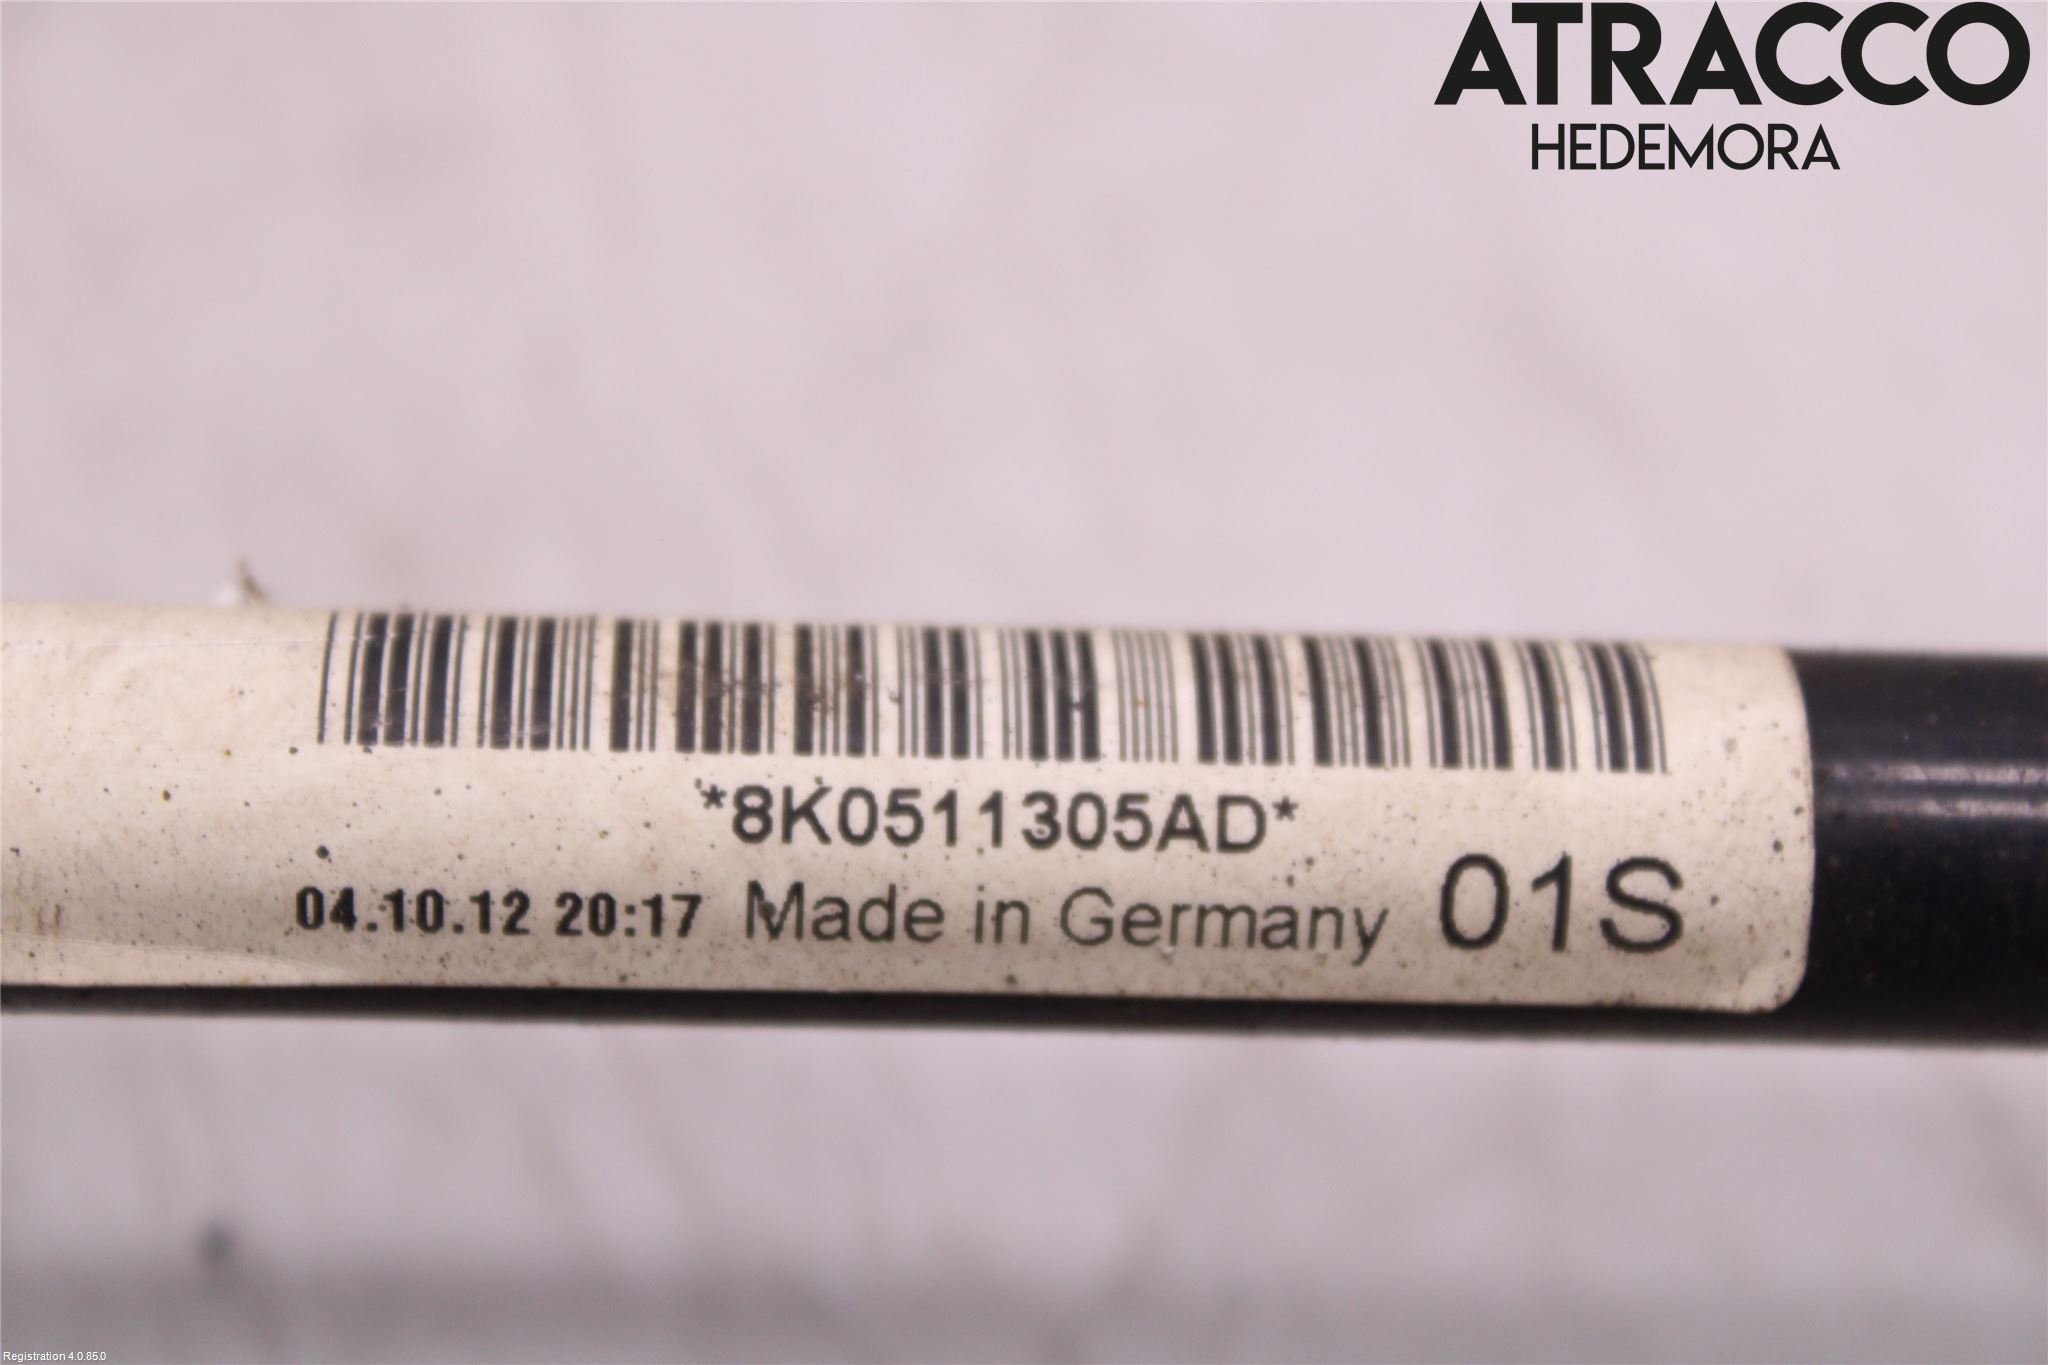 ATRACCO
HEDEMORA
*8K0511305AD*
04.10.12 20:17 Made in Germany 01S
Registration 4.0.85.0